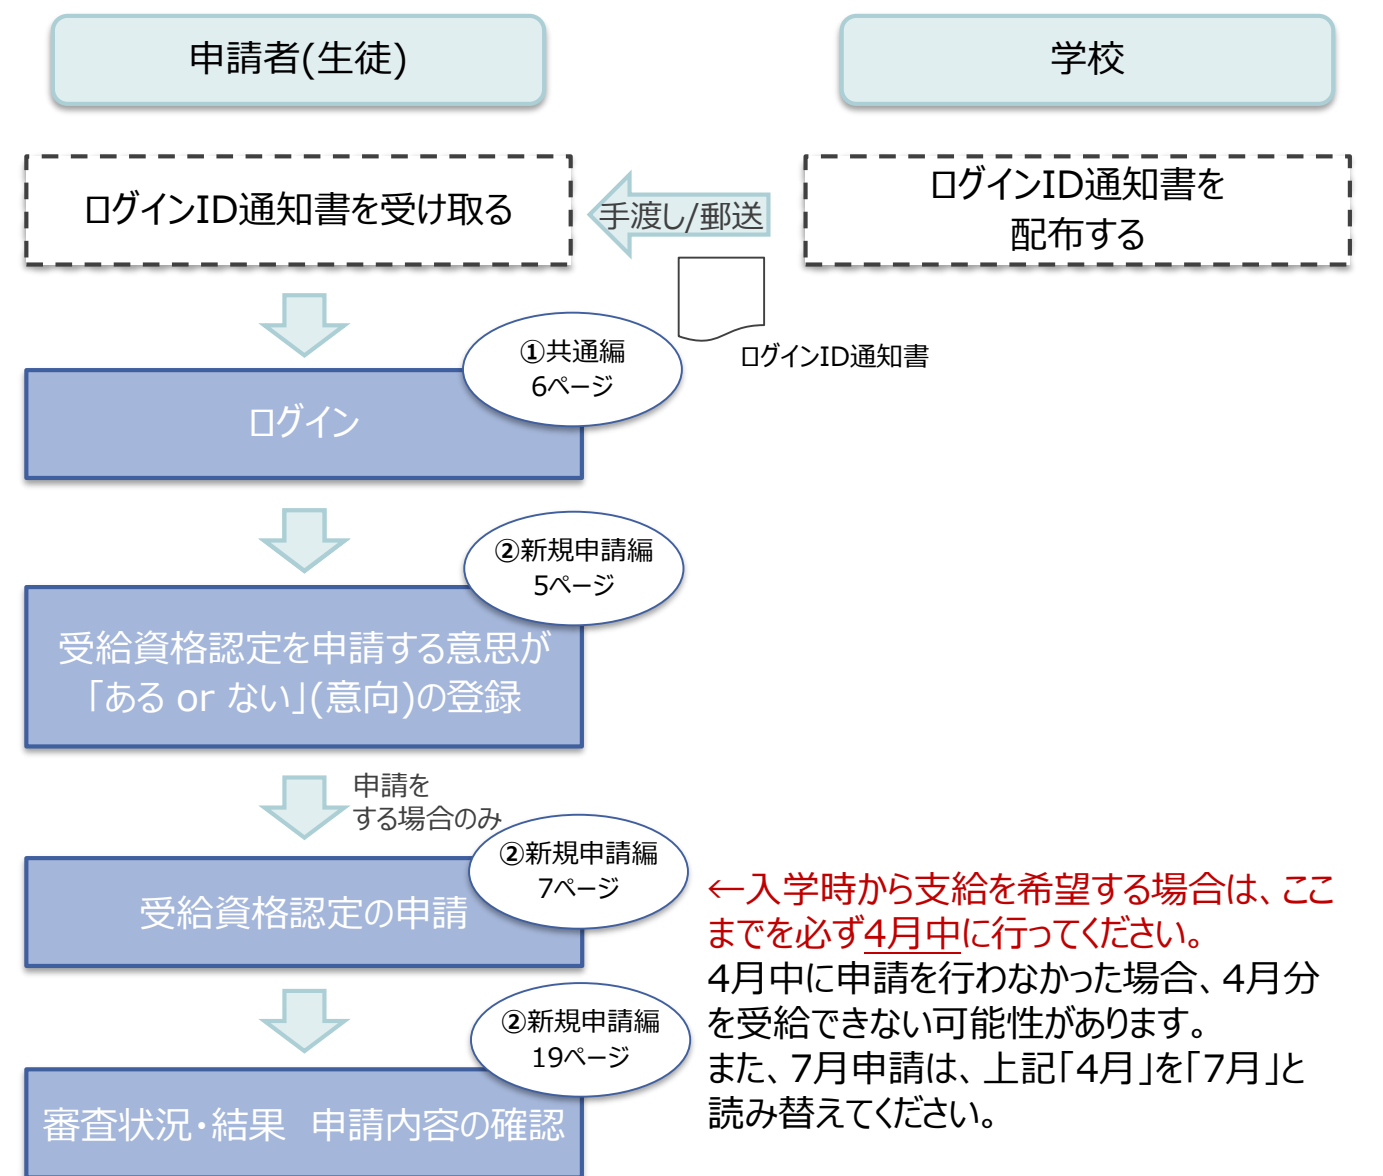 申請者(生徒)
学校
ログインID通知書を受け取る
手渡し/郵送
ログインID通知書を
配布する
ログインID通知書
①共通編
6ページ
ログイン
②新規申請編
5ページ
受給資格認定を申請する意思が
「ある or ない」(意向)の登録
申請を
する場合のみ
②新規申請編
7ページ
受給資格認定の申請
←入学時から支給を希望する場合は、ここ
までを必ず4月中に行ってください。
4月中に申請を行わなかった場合、4月分
を受給できない可能性があります。
また、7月申請は、上記「4月」を「7月」と
読み替えてください。
②新規申請編
19ページ
審査状況・結果　申請内容の確認